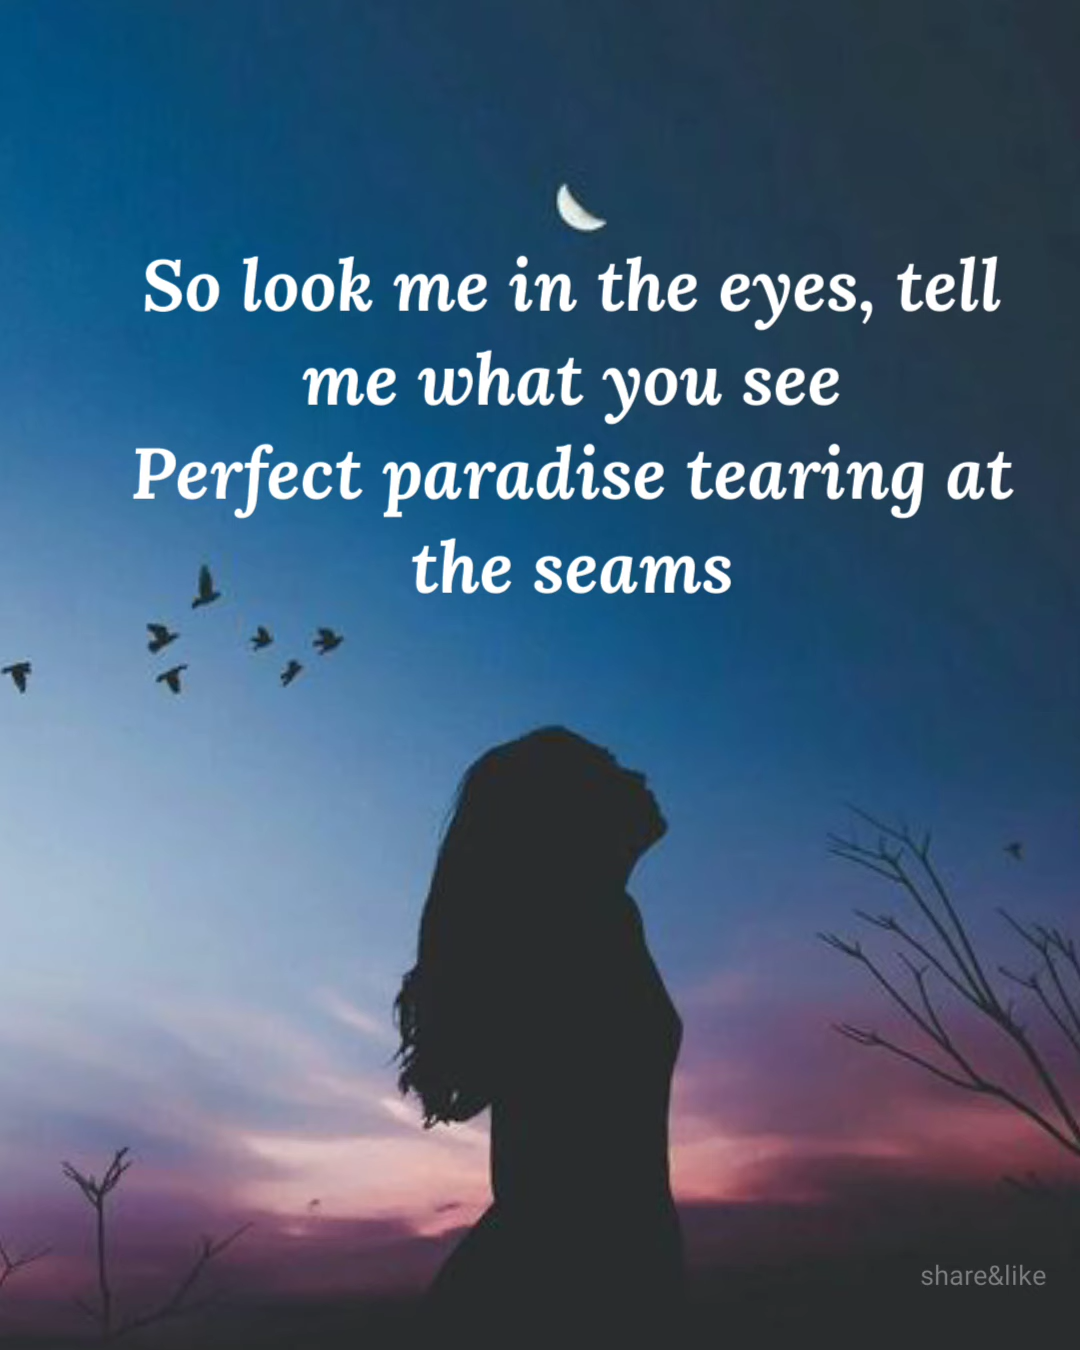 So look me in the eyes, tell
me what you see
Perfect paradise tearing at
the seams
share&like